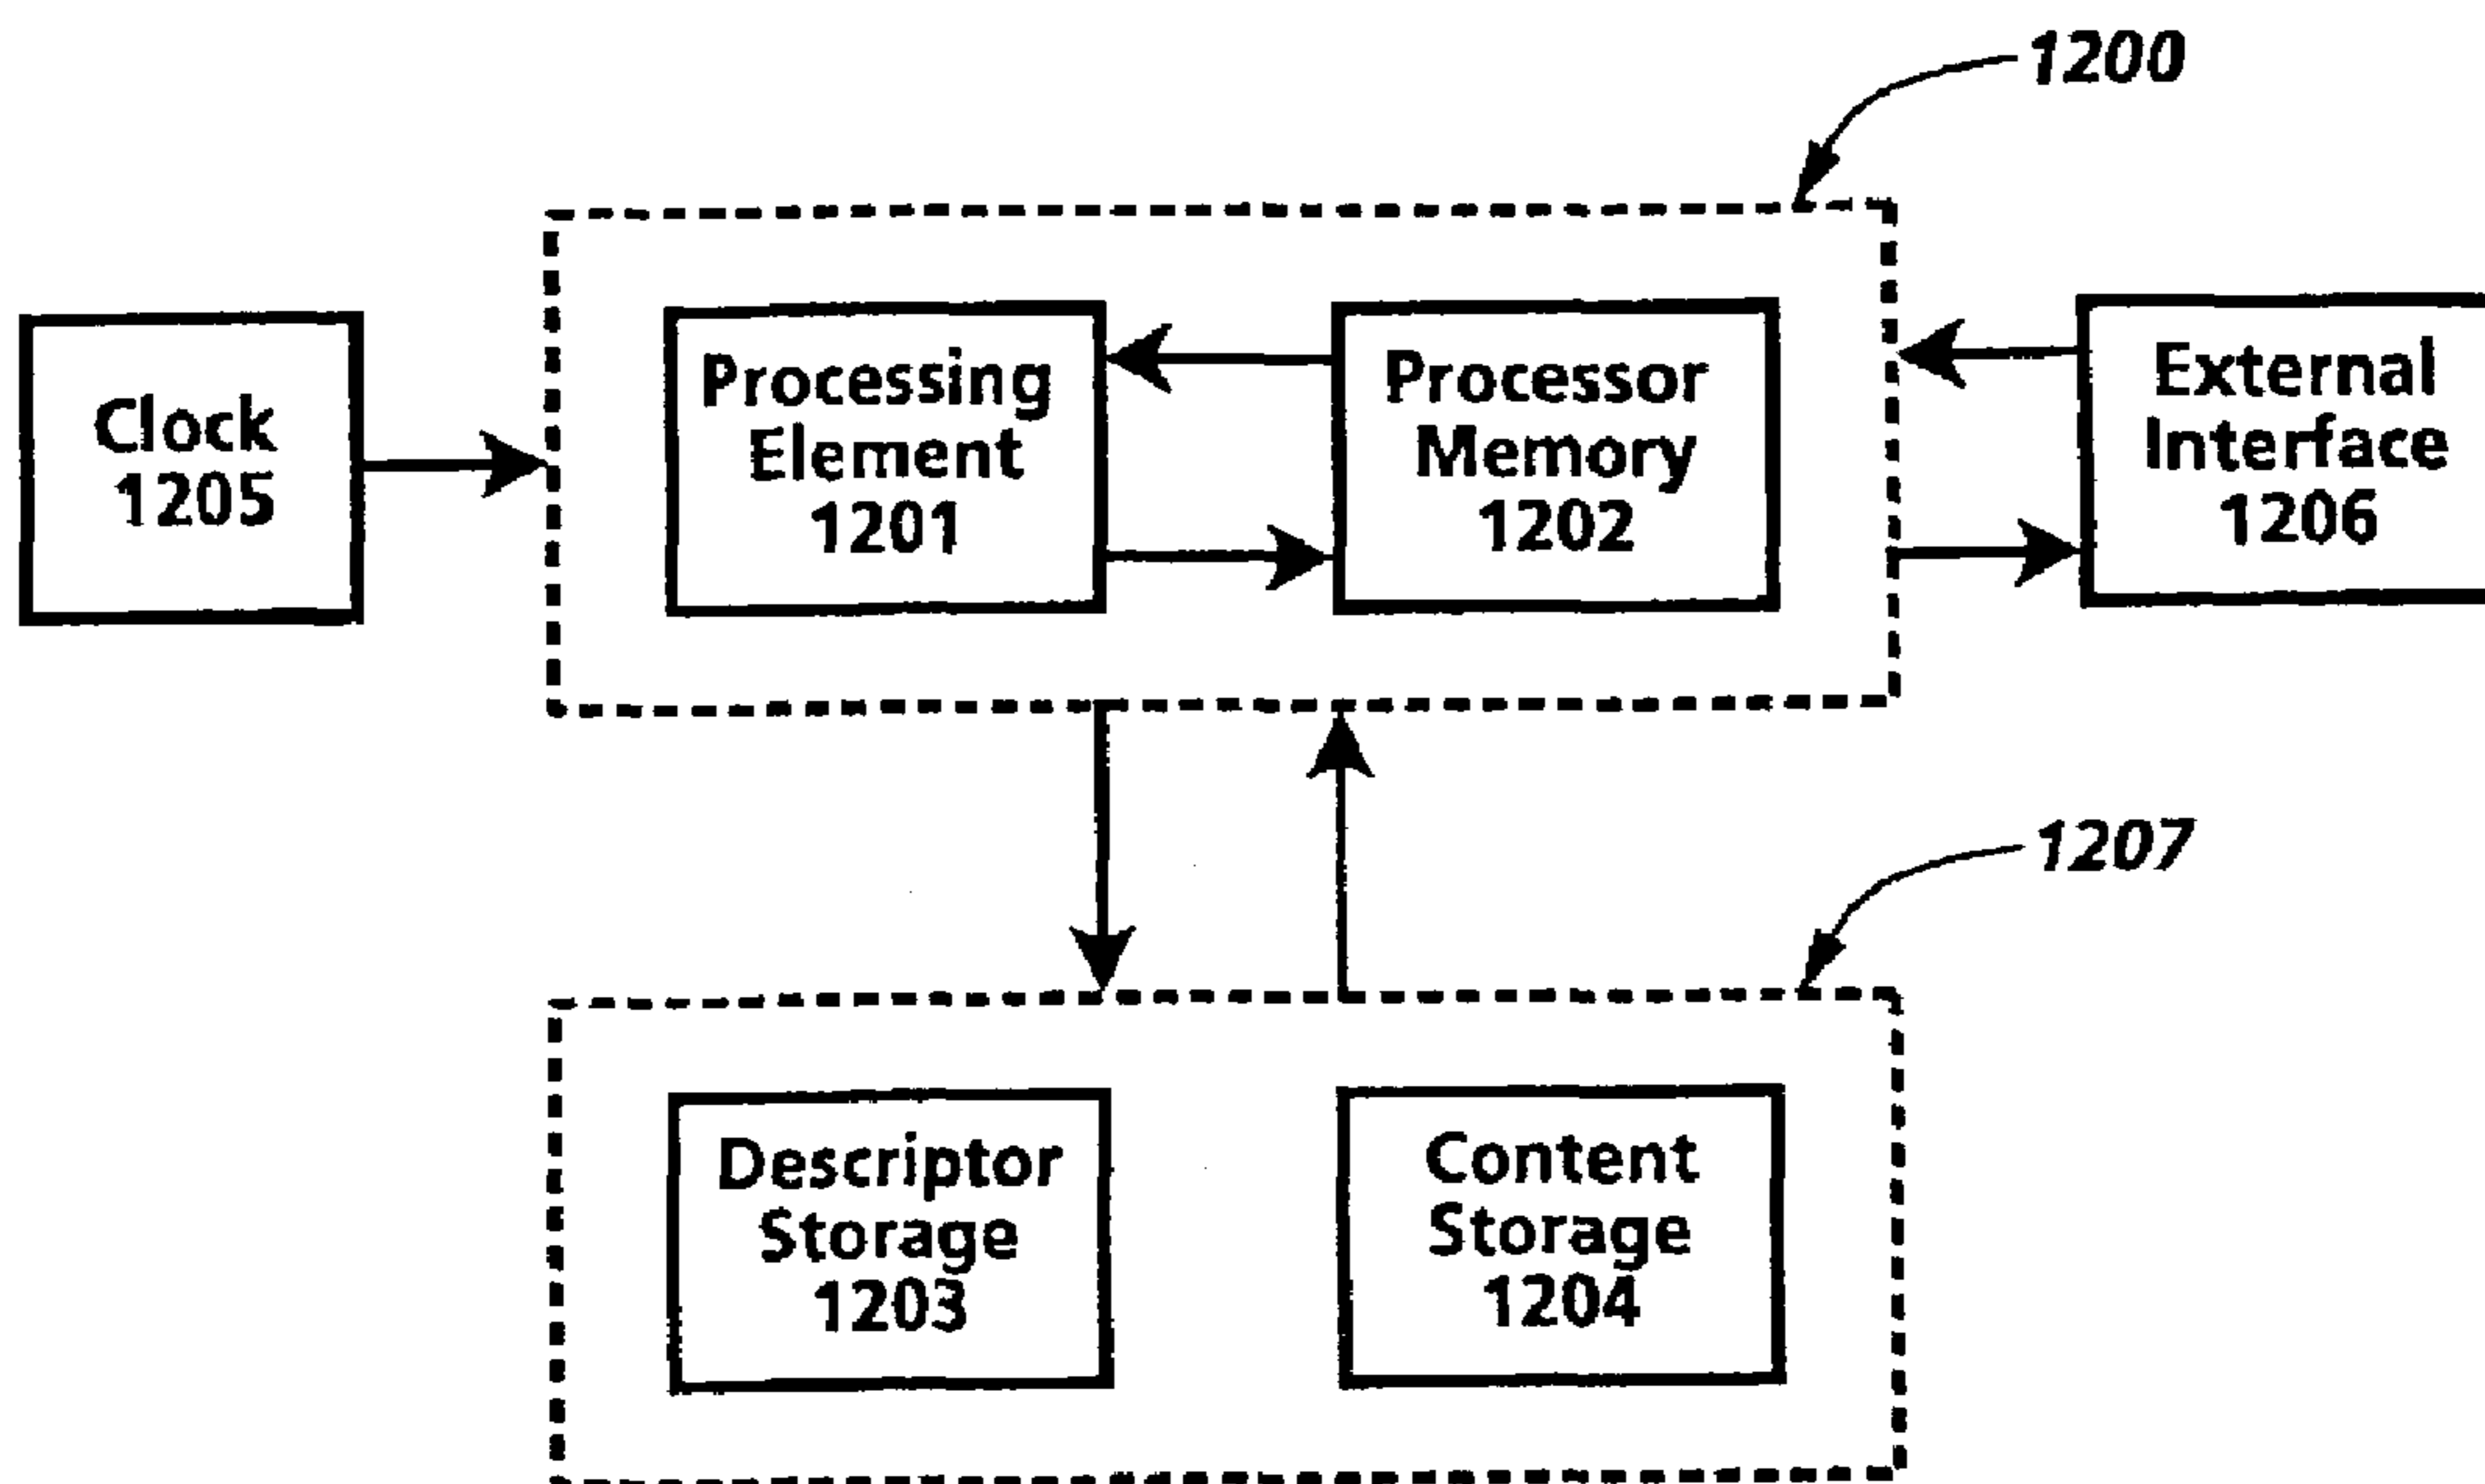 1200
Clock
1205
Processing
Element
1201
Processor
Memory
1202
External
Interface
1206
1207
Descriptor
Storage
1203
Content
Storage
1204